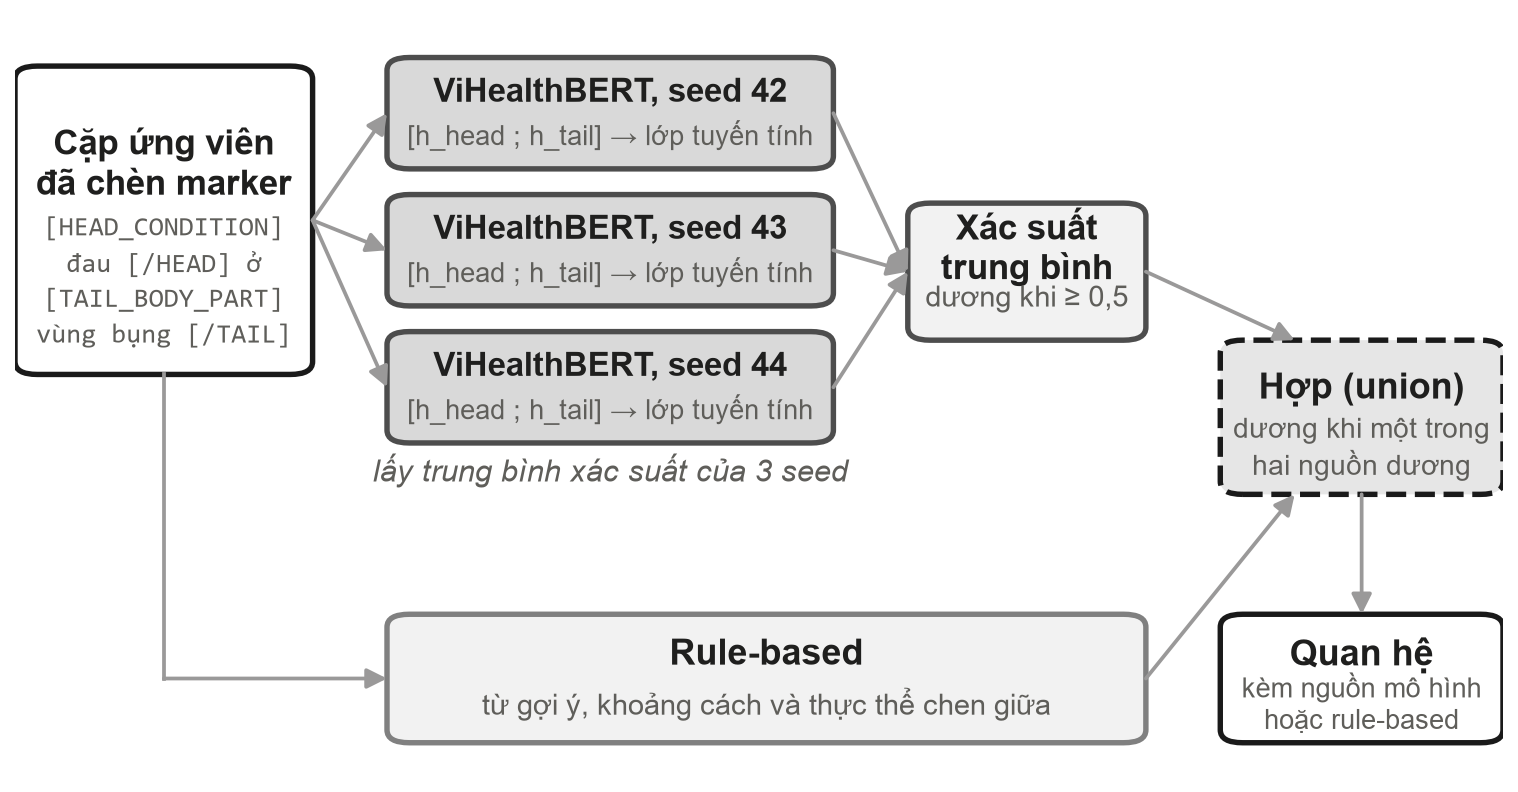 Cặp ứng viên
đã chèn marker
[HEAD_CONDITION]
đau [/HEAD] ở
[TAIL_BODY_PART]
vùng bụng [/TAIL]
ViHealthBERT, seed 42
[h_head ; h_tail] → lớp tuyến tính
ViHealthBERT, seed 43
[h_head ; h_tail] → lớp tuyến tính
ViHealthBERT, seed 44
[h_head ; h_tail] → lớp tuyến tính
lấy trung bình xác suất của 3 seed
Xác suất
trung bình
dương khi ≥ 0,5
Hợp (union)
dương khi một trong
hai nguồn dương
Rule-based
từ gợi ý, khoảng cách và thực thể chen giữa
Quan hệ
kèm nguồn mô hình
hoặc rule-based